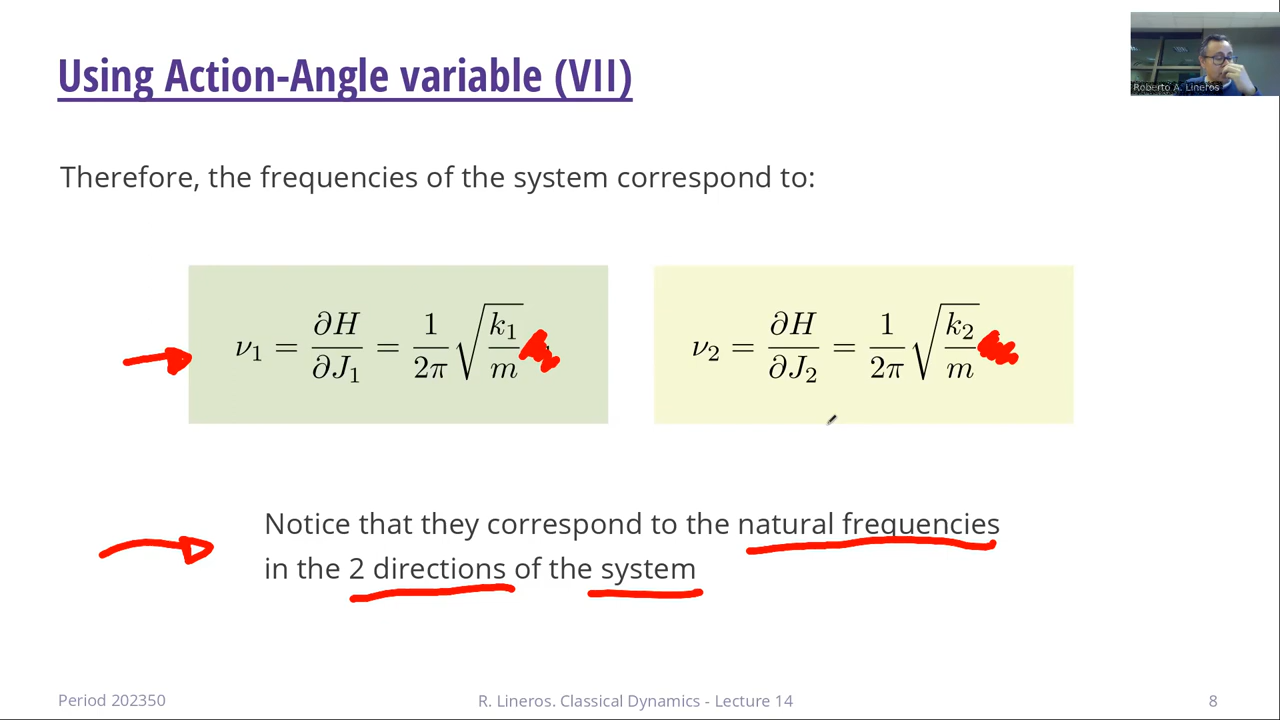 Using Action-Angle variable (VII)
Roberto A. Lineros
Therefore, the frequencies of the system correspond to:
ν₁ = ∂H/∂J₁ = 1/2π √(k₁/m)
ν₂ = ∂H/∂J₂ = 1/2π √(k₂/m)
Notice that they correspond to the natural frequencies
in the 2 directions of the system
Period 202350
R. Lineros. Classical Dynamics - Lecture 14
8